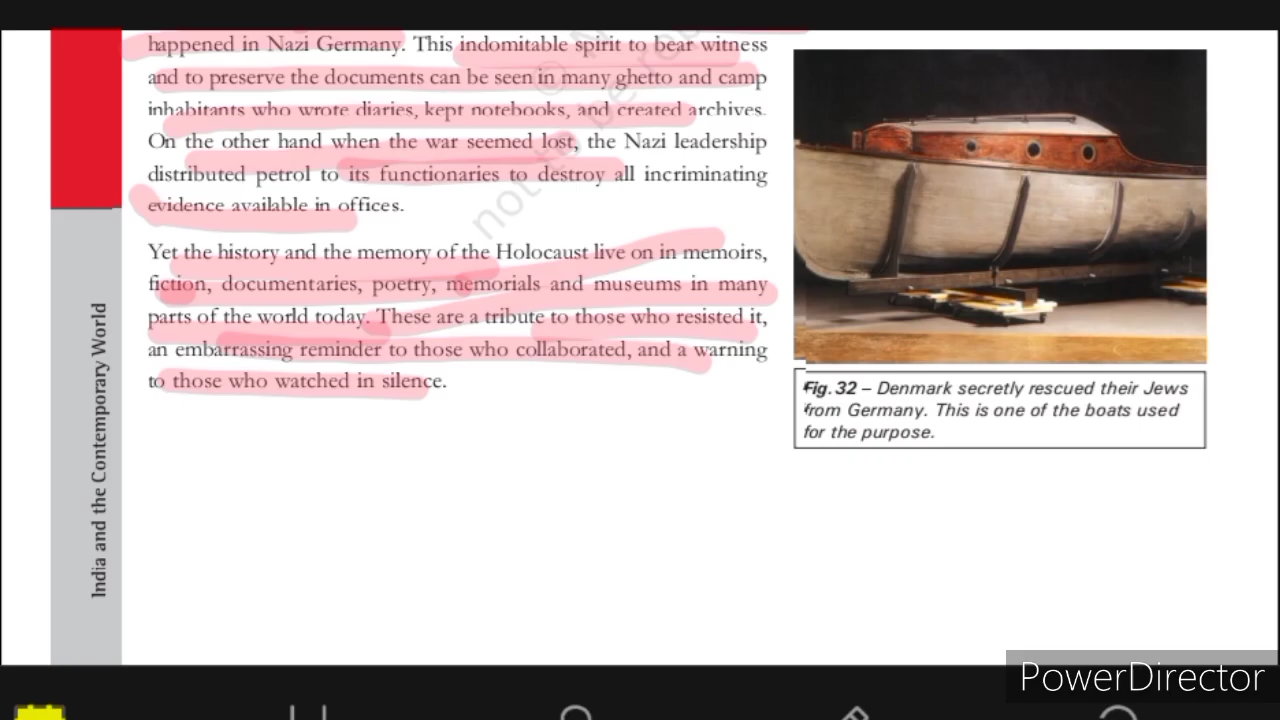 happened in Nazi Germany. This indomitable spirit to bear witness
and to preserve the documents can be seen in many ghetto and camp
inhabitants who wrote diaries, kept notebooks, and created archives.
On the other hand when the war seemed lost, the Nazi leadership
distributed petrol to its functionaries to destroy all incriminating
evidence available in offices.
Yet the history and the memory of the Holocaust live on in memoirs,
fiction, documentaries, poetry, memorials and museums in many
parts of the world today. These are a tribute to those who resisted it,
an embarrassing reminder to those who collaborated, and a warning
to those who watched in silence.
Fig. 32 – Denmark secretly rescued their Jews
from Germany. This is one of the boats used
for the purpose.
India and the Contemporary World
PowerDirector